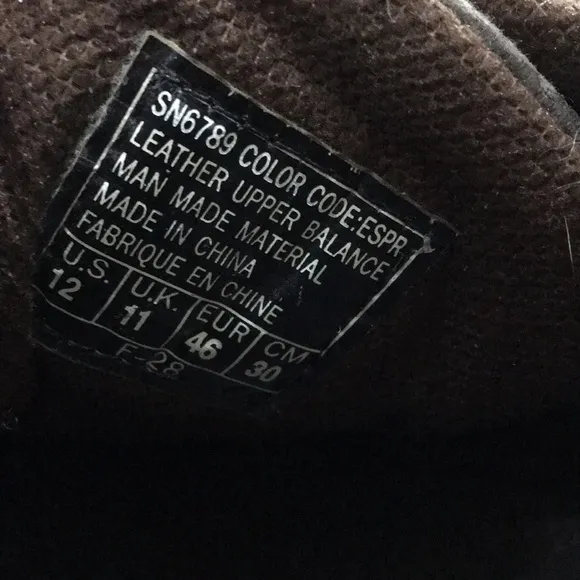 SN6789 COLOR CODE:ESPR
LEATHER UPPER BALANCE
MAN MADE MATERIAL
MADE IN CHINA
FABRIQUE EN CHINE
U.S. U.K. EUR CM
12 11 46 30
F-28